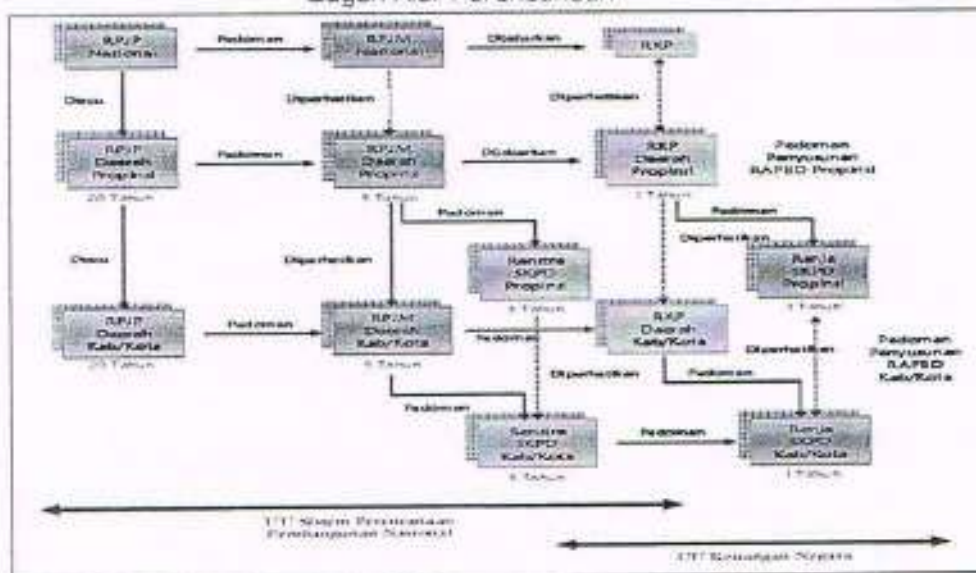 Bagan Alur Perencanaan
RPJP
Nasional
Pedoman
RPJM
Nasional
Dijabarkan
RKP
Diacu
Diperhatikan
Diperhatikan
RPJP
Daerah
Propinsi
20 Tahun
Pedoman
RPJM
Daerah
Propinsi
5 Tahun
Dijabarkan
RKP
Daerah
Propinsi
1 Tahun
Pedoman
Penyusunan
RAPBD Propinsi
Pedoman
Pedoman
Diacu
Diperhatikan
Renstra
SKPD
Propinsi
5 Tahun
Diperhatikan
Renja
SKPD
Propinsi
1 Tahun
RPJP
Daerah
Kab/Kota
20 Tahun
Pedoman
RPJM
Daerah
Kab/Kota
5 Tahun
Pedoman
RKP
Daerah
Kab/Kota
Diperhatikan
Pedoman
Penyusunan
RAPBD
Kab/Kota
Pedoman
Diperhatikan
Pedoman
Renstra
SKPD
Kab/Kota
5 Tahun
Pedoman
Renja
SKPD
Kab/Kota
1 Tahun
UU Sistem Perencanaan
Pembangunan Nasional
UU Keuangan Negara